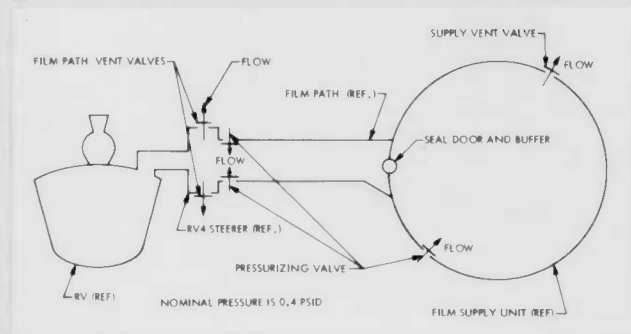 SUPPLY VENT VALVE
FILM PATH VENT VALVES
FLOW
FLOW
FILM PATH (REF.)
SEAL DOOR AND BUFFER
FLOW
RV4 STEERER (REF.)
FLOW
PRESSURIZING VALVE
RV (REF)
NOMINAL PRESSURE IS 0.4 PSID
FILM SUPPLY UNIT (REF)